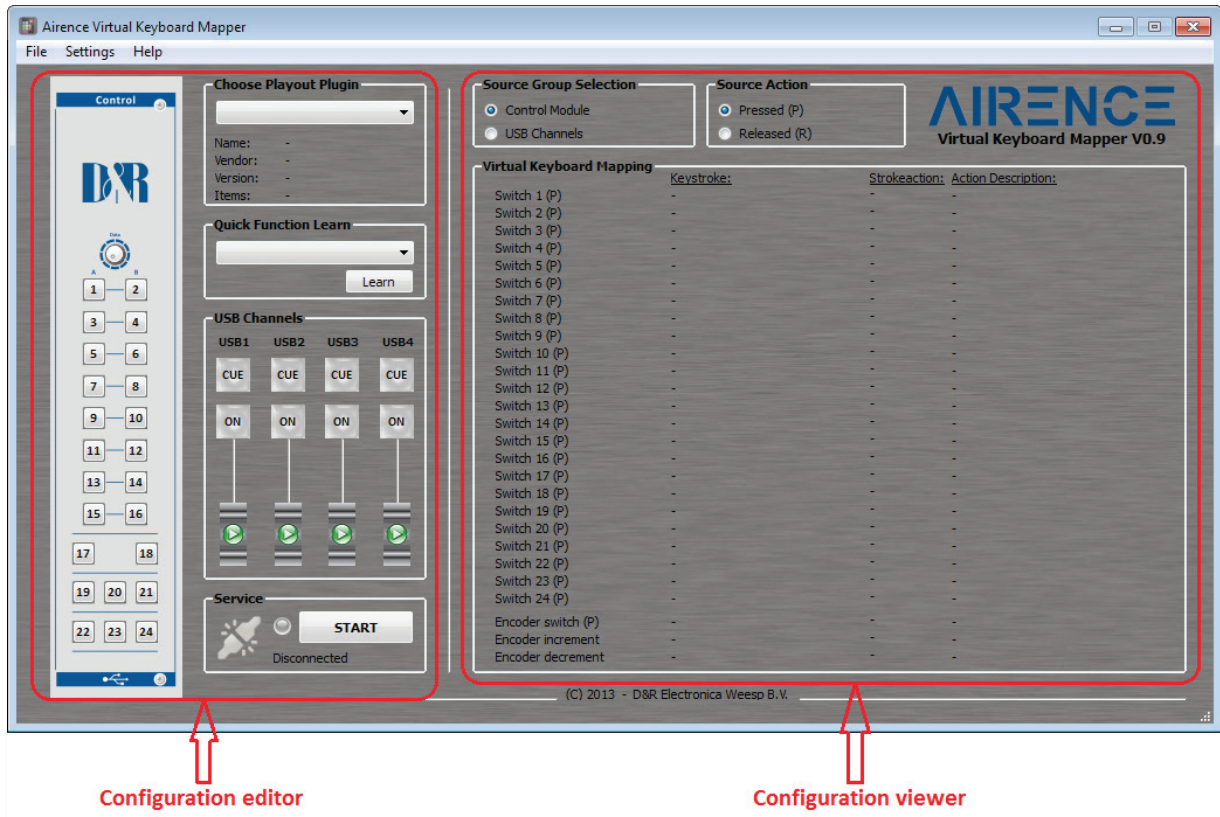 Airence Virtual Keyboard Mapper
File Settings Help
Control
D&R
Data
A B
1 2
3 4
5 6
7 8
9 10
11 12
13 14
15 16
17 18
19 20 21
22 23 24
Choose Playout Plugin
Name: -
Vendor: -
Version: -
Items: -
Quick Function Learn
Learn
USB Channels
USB1 USB2 USB3 USB4
CUE CUE CUE CUE
ON ON ON ON
Service
START
Disconnected
Source Group Selection
Control Module
USB Channels
Source Action
Pressed (P)
Released (R)
AIRENCE
Virtual Keyboard Mapper V0.9
Virtual Keyboard Mapping
Keystroke: Strokeaction: Action Description:
Switch 1 (P) - - -
Switch 2 (P) - - -
Switch 3 (P) - - -
Switch 4 (P) - - -
Switch 5 (P) - - -
Switch 6 (P) - - -
Switch 7 (P) - - -
Switch 8 (P) - - -
Switch 9 (P) - - -
Switch 10 (P) - - -
Switch 11 (P) - - -
Switch 12 (P) - - -
Switch 13 (P) - - -
Switch 14 (P) - - -
Switch 15 (P) - - -
Switch 16 (P) - - -
Switch 17 (P) - - -
Switch 18 (P) - - -
Switch 19 (P) - - -
Switch 20 (P) - - -
Switch 21 (P) - - -
Switch 22 (P) - - -
Switch 23 (P) - - -
Switch 24 (P) - - -
Encoder switch (P) - - -
Encoder increment - - -
Encoder decrement - - -
(C) 2013 - D&R Electronica Weesp B.V.
Configuration editor
Configuration viewer